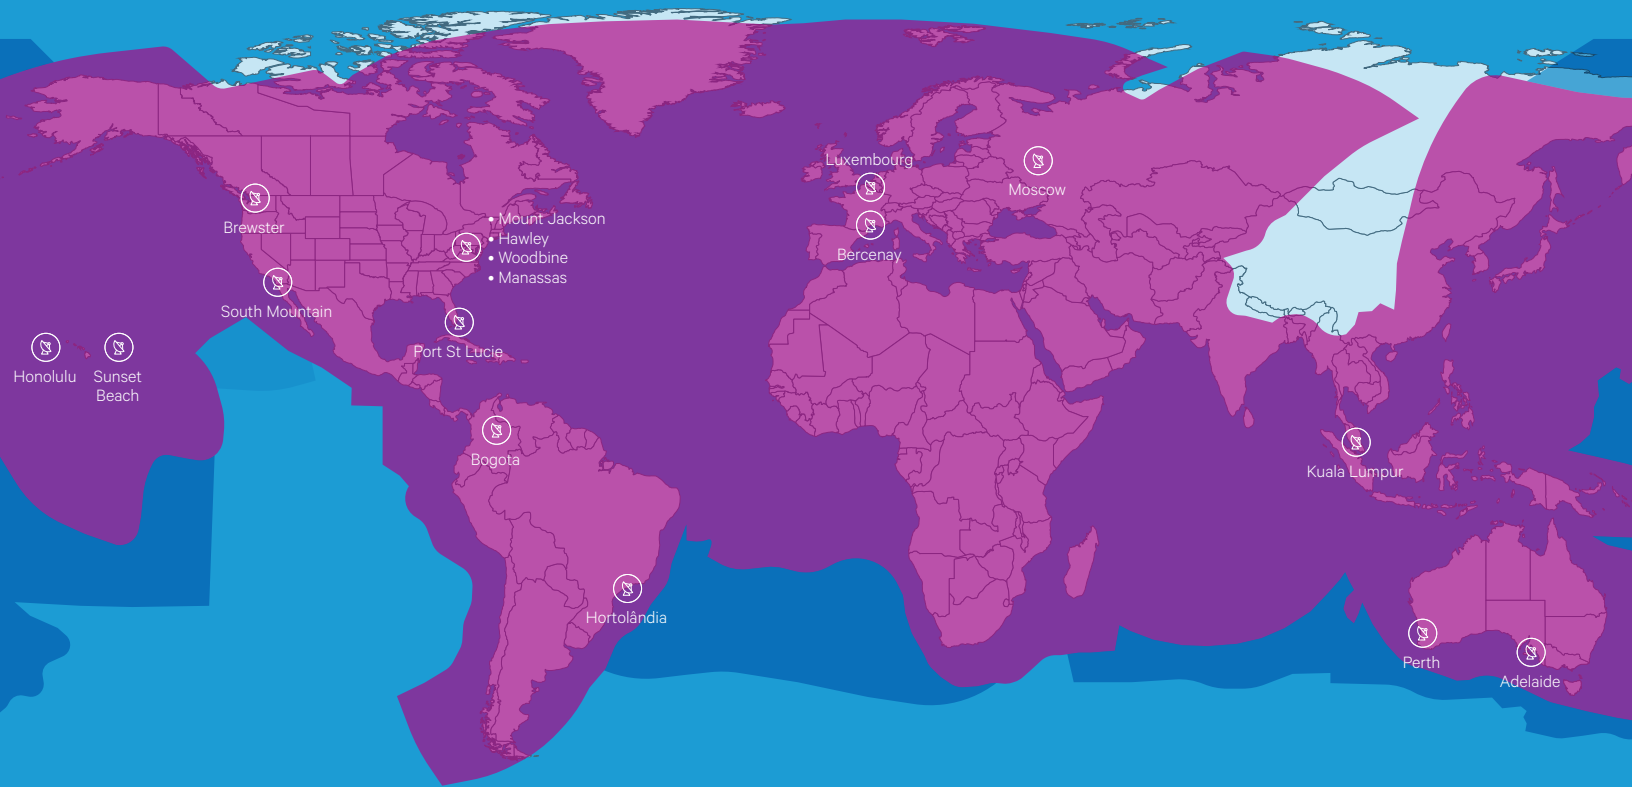 Luxembourg
Moscow
Brewster
• Mount Jackson
• Hawley
• Woodbine
• Manassas
Bercenay
South Mountain
Port St Lucie
Honolulu
Sunset
Beach
Bogota
Kuala Lumpur
Hortolândia
Perth
Adelaide